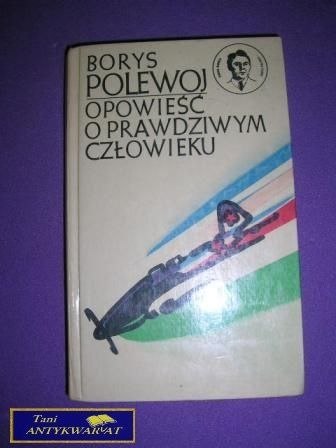 BORYS
POLEWOJ
OPOWIEŚĆ
O PRAWDZIWYM
CZŁOWIEKU
Tani
ANTYKWARIAT